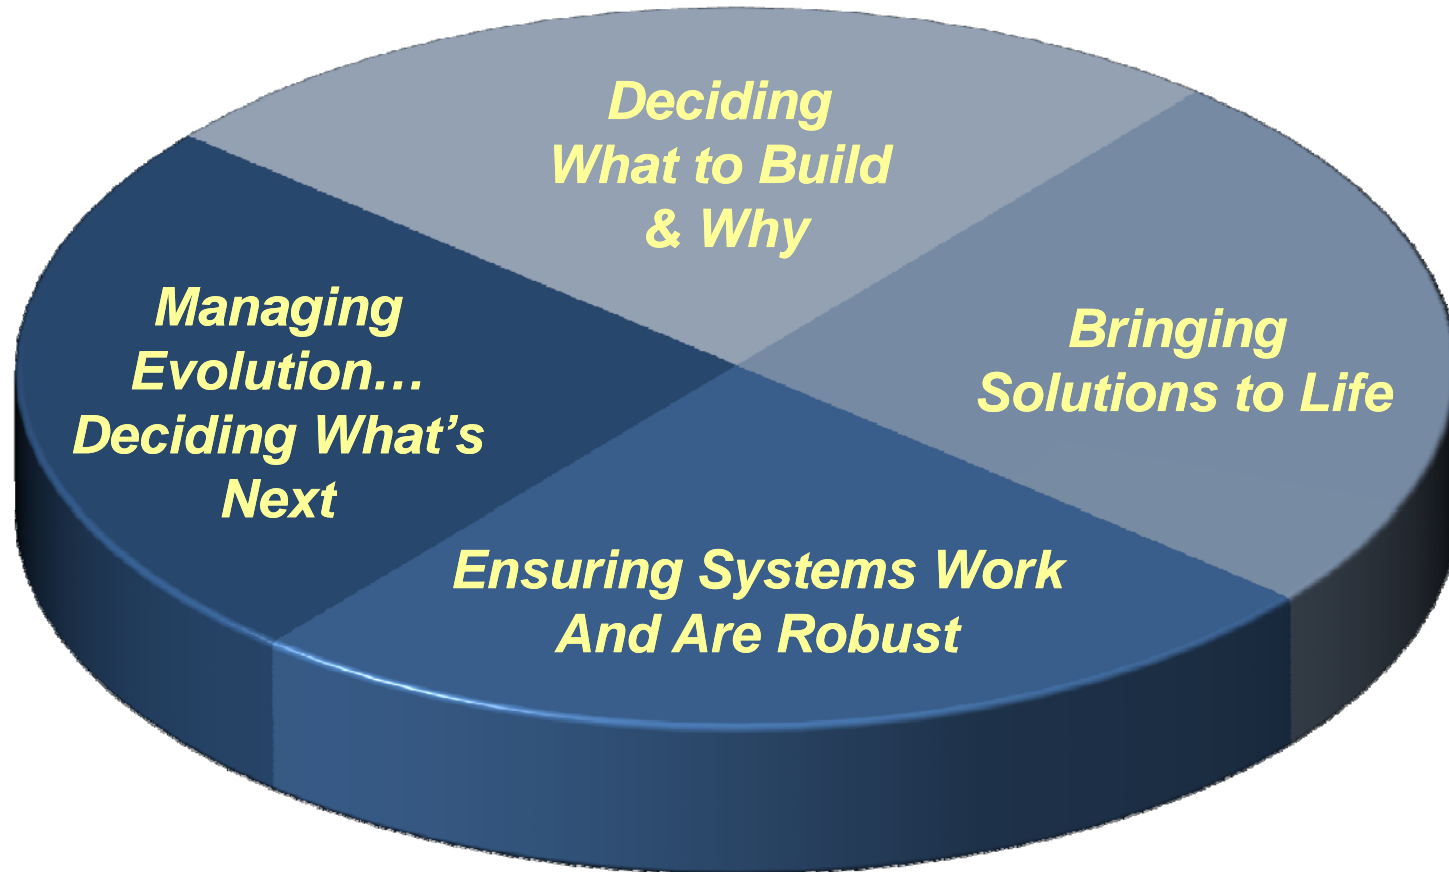 Deciding
What to Build
& Why
Bringing
Solutions to Life
Ensuring Systems Work
And Are Robust
Managing
Evolution…
Deciding What’s
Next